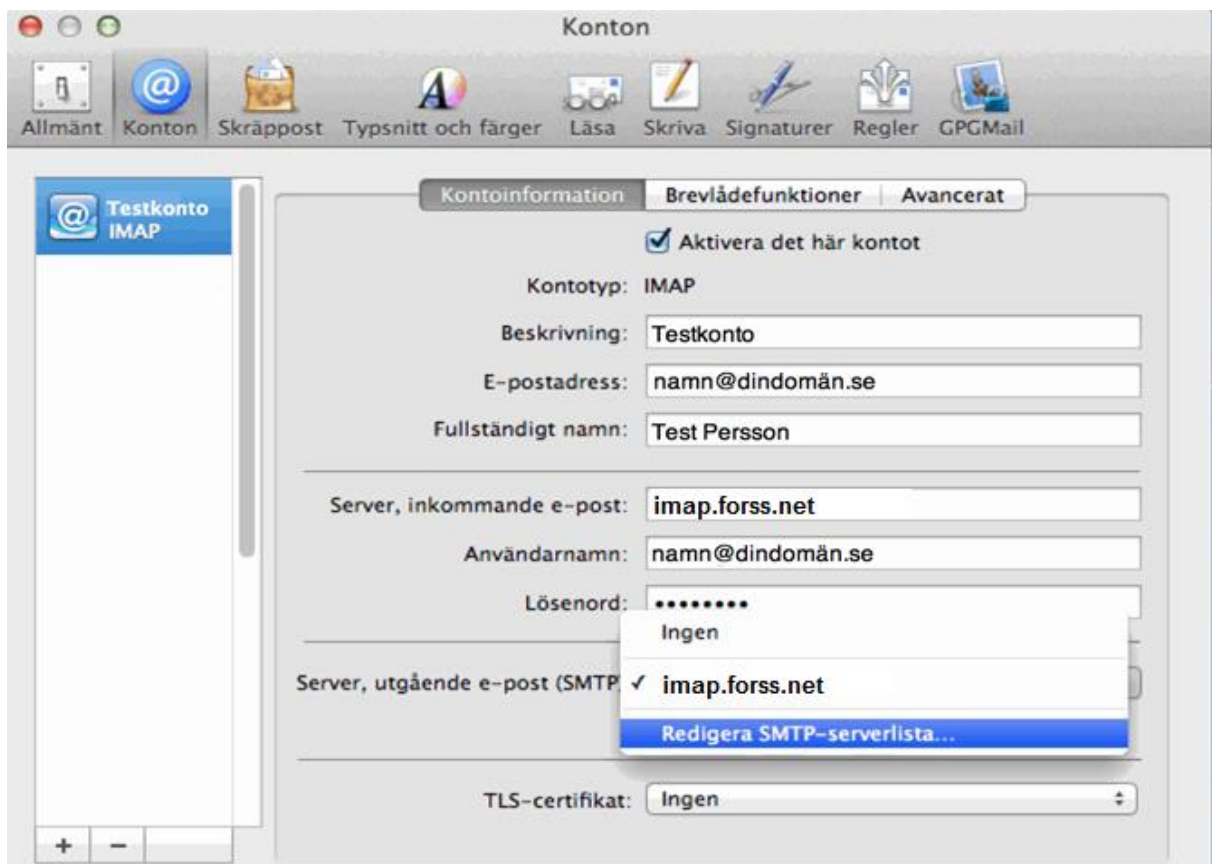 Konton
Allmänt Konton Skräppost Typsnitt och färger Läsa Skriva Signaturer Regler GPGMail
Testkonto
IMAP
Kontoinformation Brevlådefunktioner Avancerat
Aktivera det här kontot
Kontotyp: IMAP
Beskrivning: Testkonto
E-postadress: namn@dindomän.se
Fullständigt namn: Test Persson
Server, inkommande e-post: imap.forss.net
Användarnamn: namn@dindomän.se
Lösenord: ••••••••
Ingen
Server, utgående e-post (SMTP) ✓ imap.forss.net
Redigera SMTP-serverlista...
TLS-certifikat: Ingen
+ −